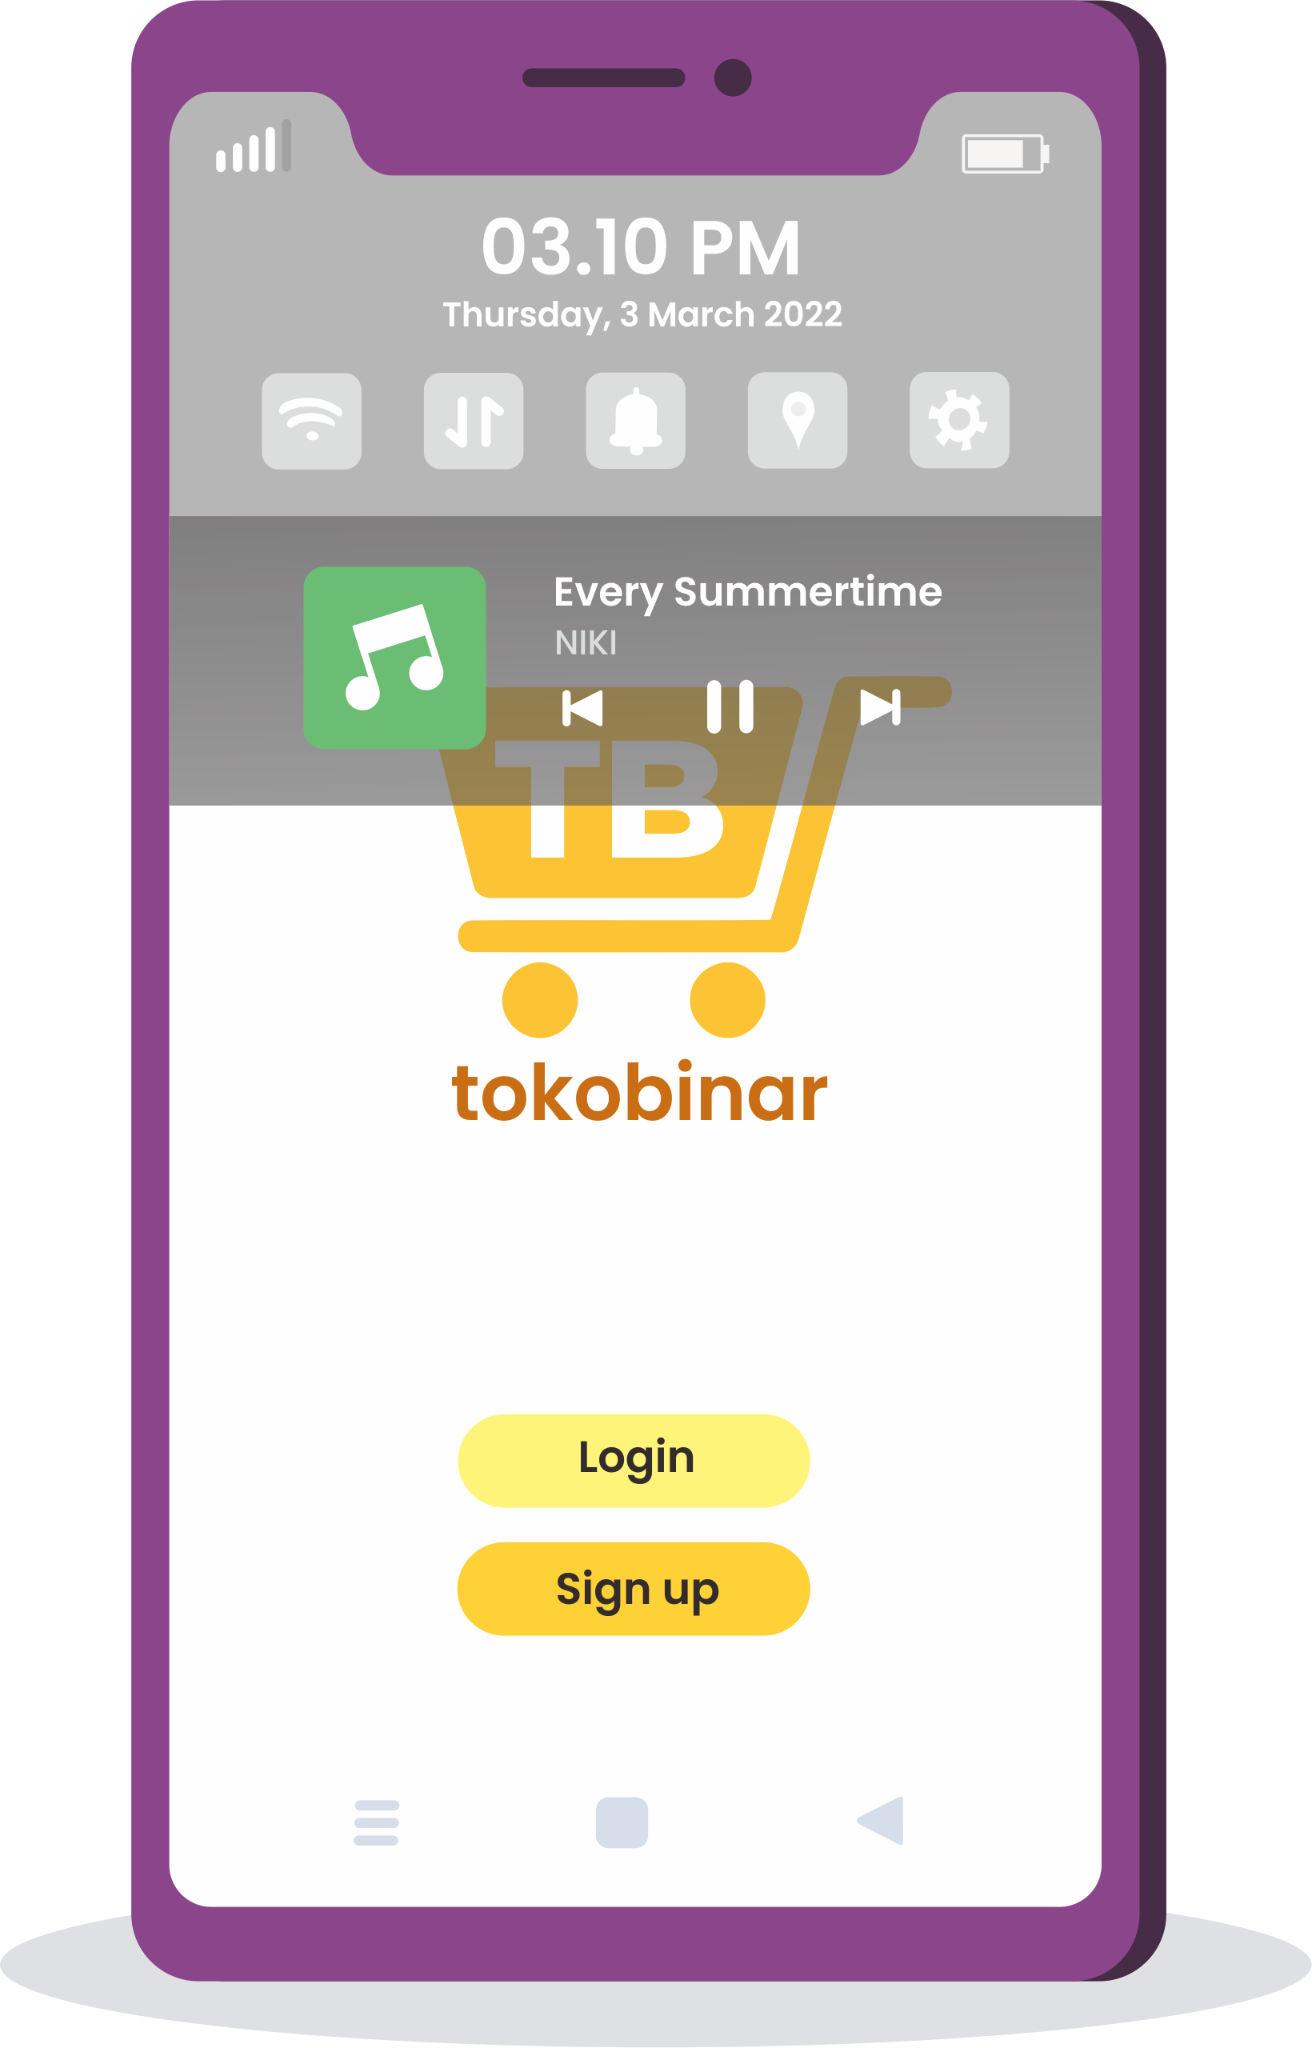 03.10 PM
Thursday, 3 March 2022
Every Summertime
NIKI
TB
tokobinar
Login
Sign up